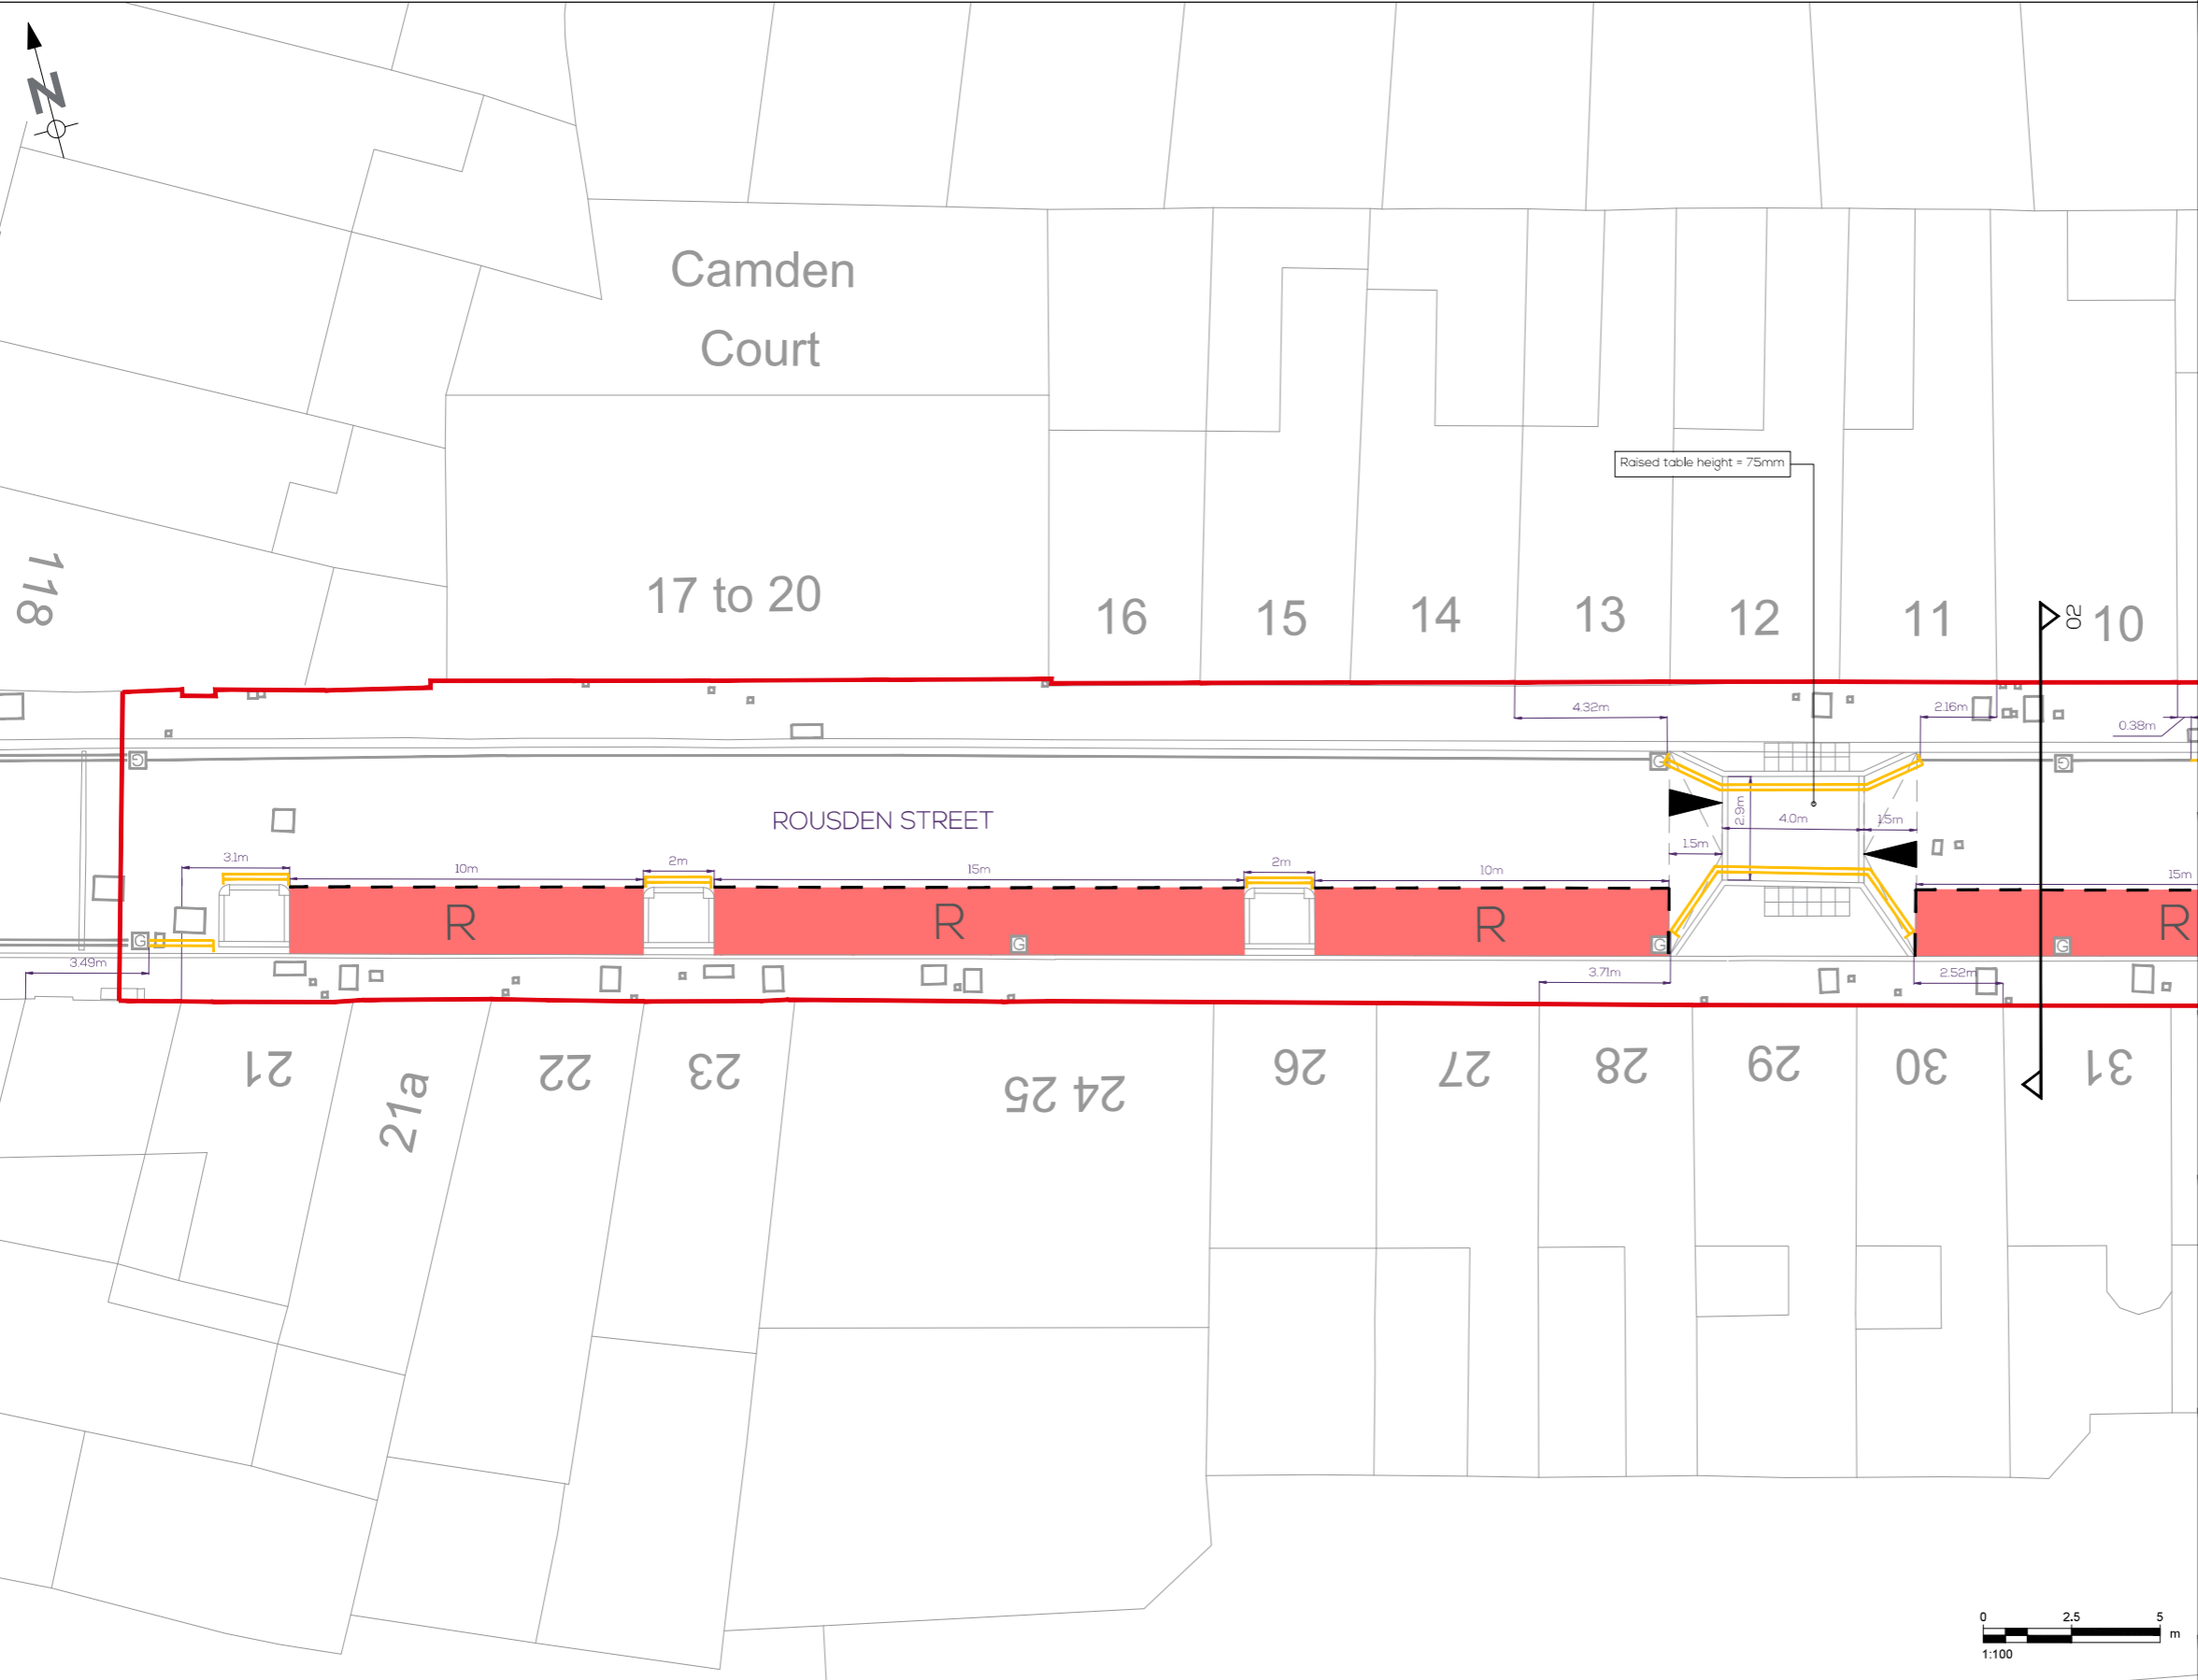 N
Camden
Court
Raised table height = 75mm
118
17 to 20
16
15
14
13
12
11
10
02
4.32m
2.16m
0.38m
G
G
G
ROUSDEN STREET
2.9m
4.0m
1.5m
1.5m
3.1m
10m
2m
15m
2m
10m
15m
R
R
R
R
G
G
G
G
3.49m
3.71m
2.52m
21
21a
22
23
24 25
26
27
28
29
30
31
0 2.5 5
m
1:100